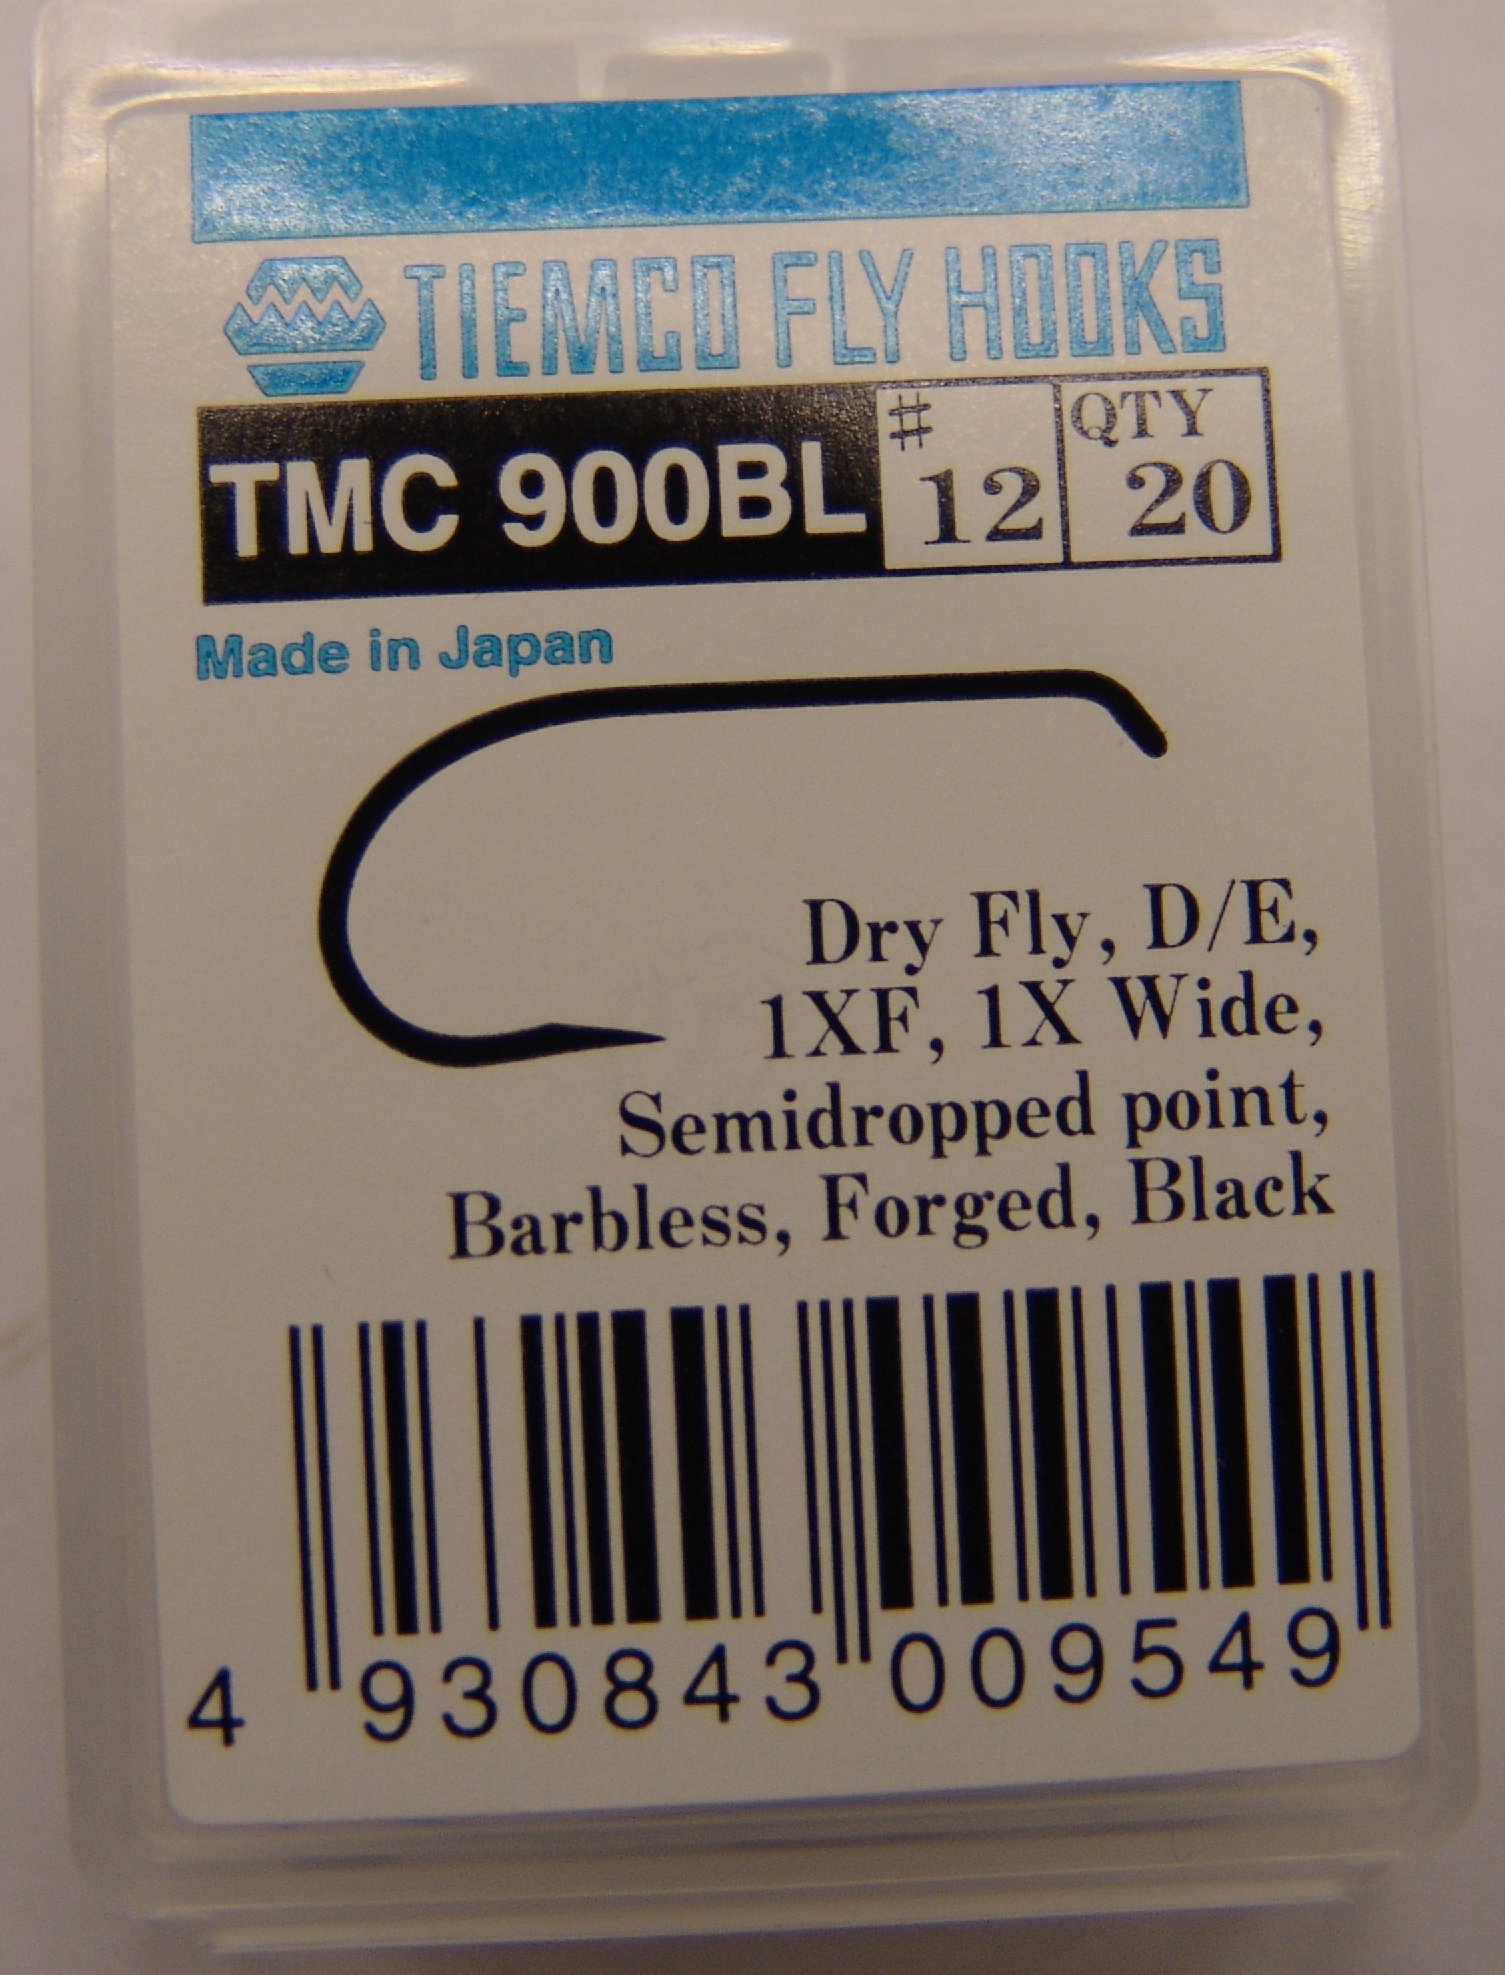 TIEMCO FLY HOOKS
TMC 900BL # 12 QTY 20
Made in Japan
Dry Fly, D/E,
1XF, 1X Wide,
Semidropped point,
Barbless, Forged, Black
4 930843 009549